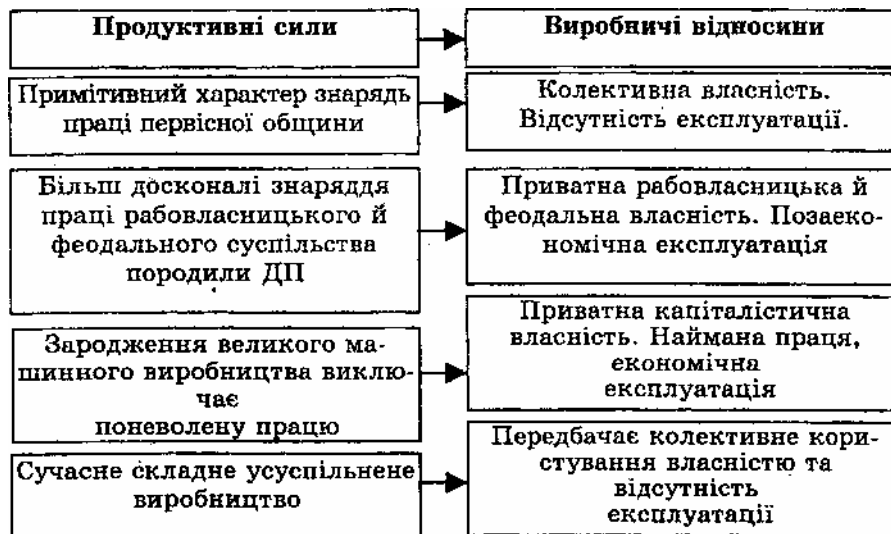 Продуктивні сили
Виробничі відносини
Примітивний характер знарядь
праці первісної общини
Колективна власність.
Відсутність експлуатації.
Більш досконалі знаряддя
праці рабовласницького й
феодального суспільства
породили ДП
Приватна рабовласницька й
феодальна власність. Позаеко-
номічна експлуатація
Зародження великого ма-
шинного виробництва виклю-
чає
поневолену працю
Приватна капіталістична
власність. Наймана праця,
економічна
експлуатація
Сучасне складне усуспільнене
виробництво
Передбачає колективне кори-
стування власністю та
відсутність
експлуатації